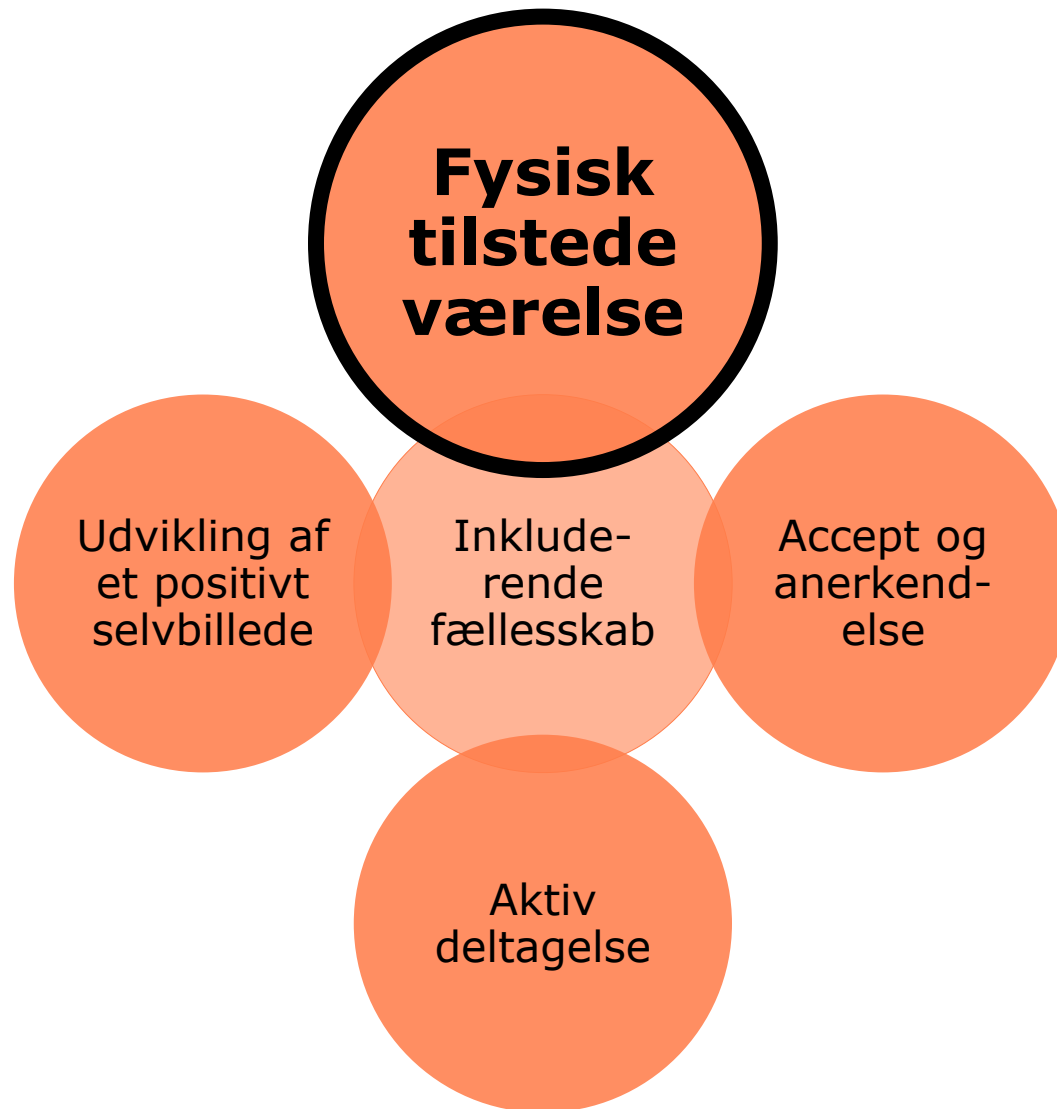 Fysisk
tilstede
værelse
Udvikling af
et positivt
selvbillede
Inklude-
rende
fællesskab
Accept og
anerkend-
else
Aktiv
deltagelse